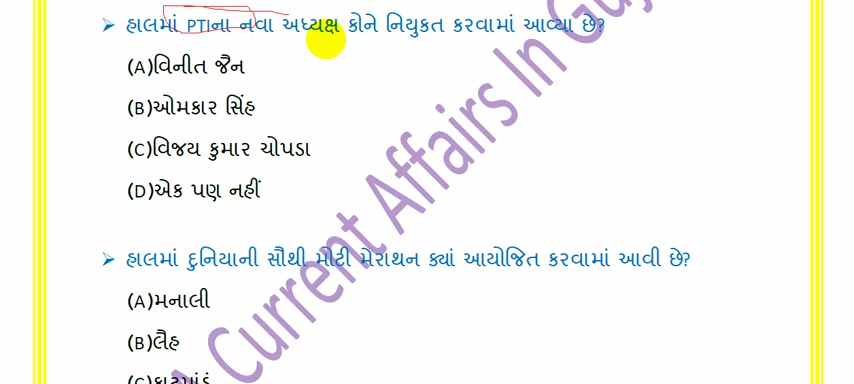 ➢ હાલમાં PTIના નવા અધ્યક્ષ કોને નિયુકત કરવામાં આવ્યા છે?
(A)વિનીત જૈન
(B)ઓમકાર સિંહ
(C)વિજય કુમાર ચોપડા
(D)એક પણ નહીં
➢ હાલમાં દુનિયાની સૌથી મોટી મેરાથન ક્યાં આયોજિત કરવામાં આવી છે?
(A)મનાલી
(B)લૈહ
Current Affairs In